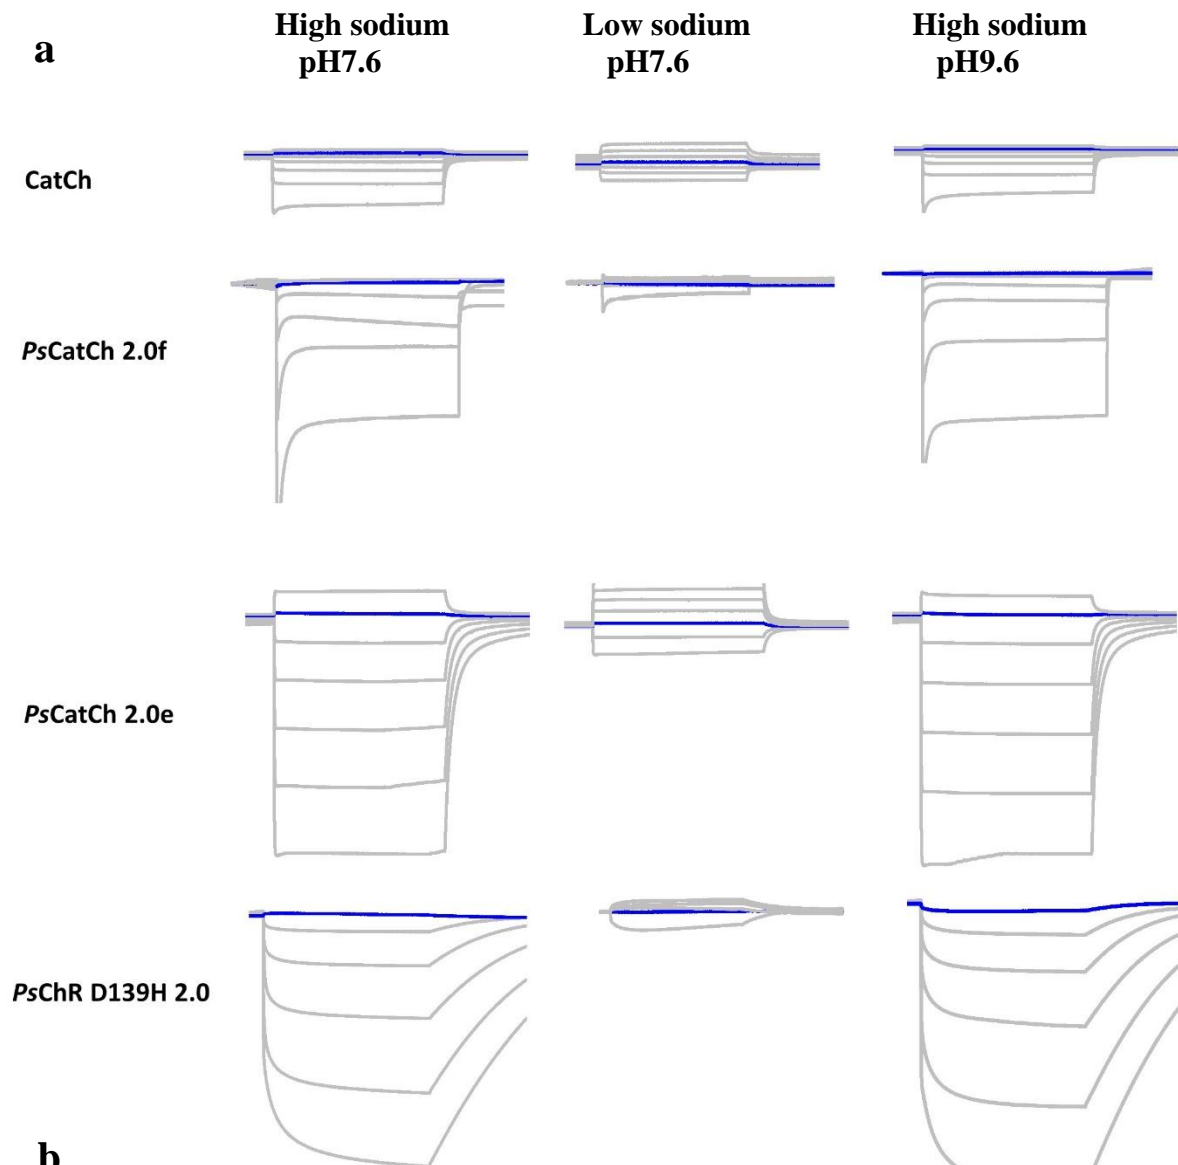 a
High sodium
pH7.6
Low sodium
pH7.6
High sodium
pH9.6
CatCh
PsCatCh 2.0f
PsCatCh 2.0e
PsChR D139H 2.0
b